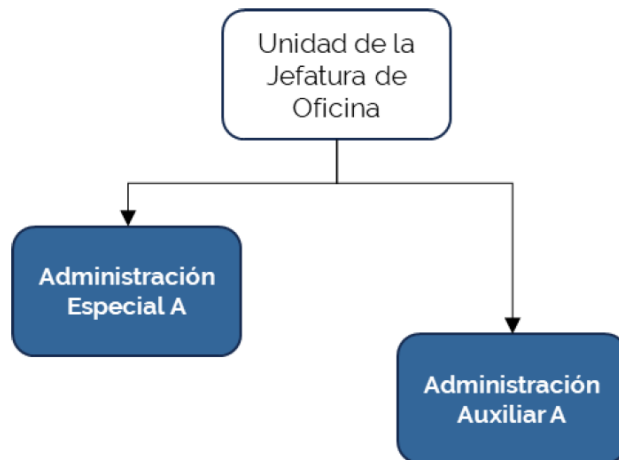 Unidad de la
Jefatura de
Oficina
Administración
Especial A
Administración
Auxiliar A